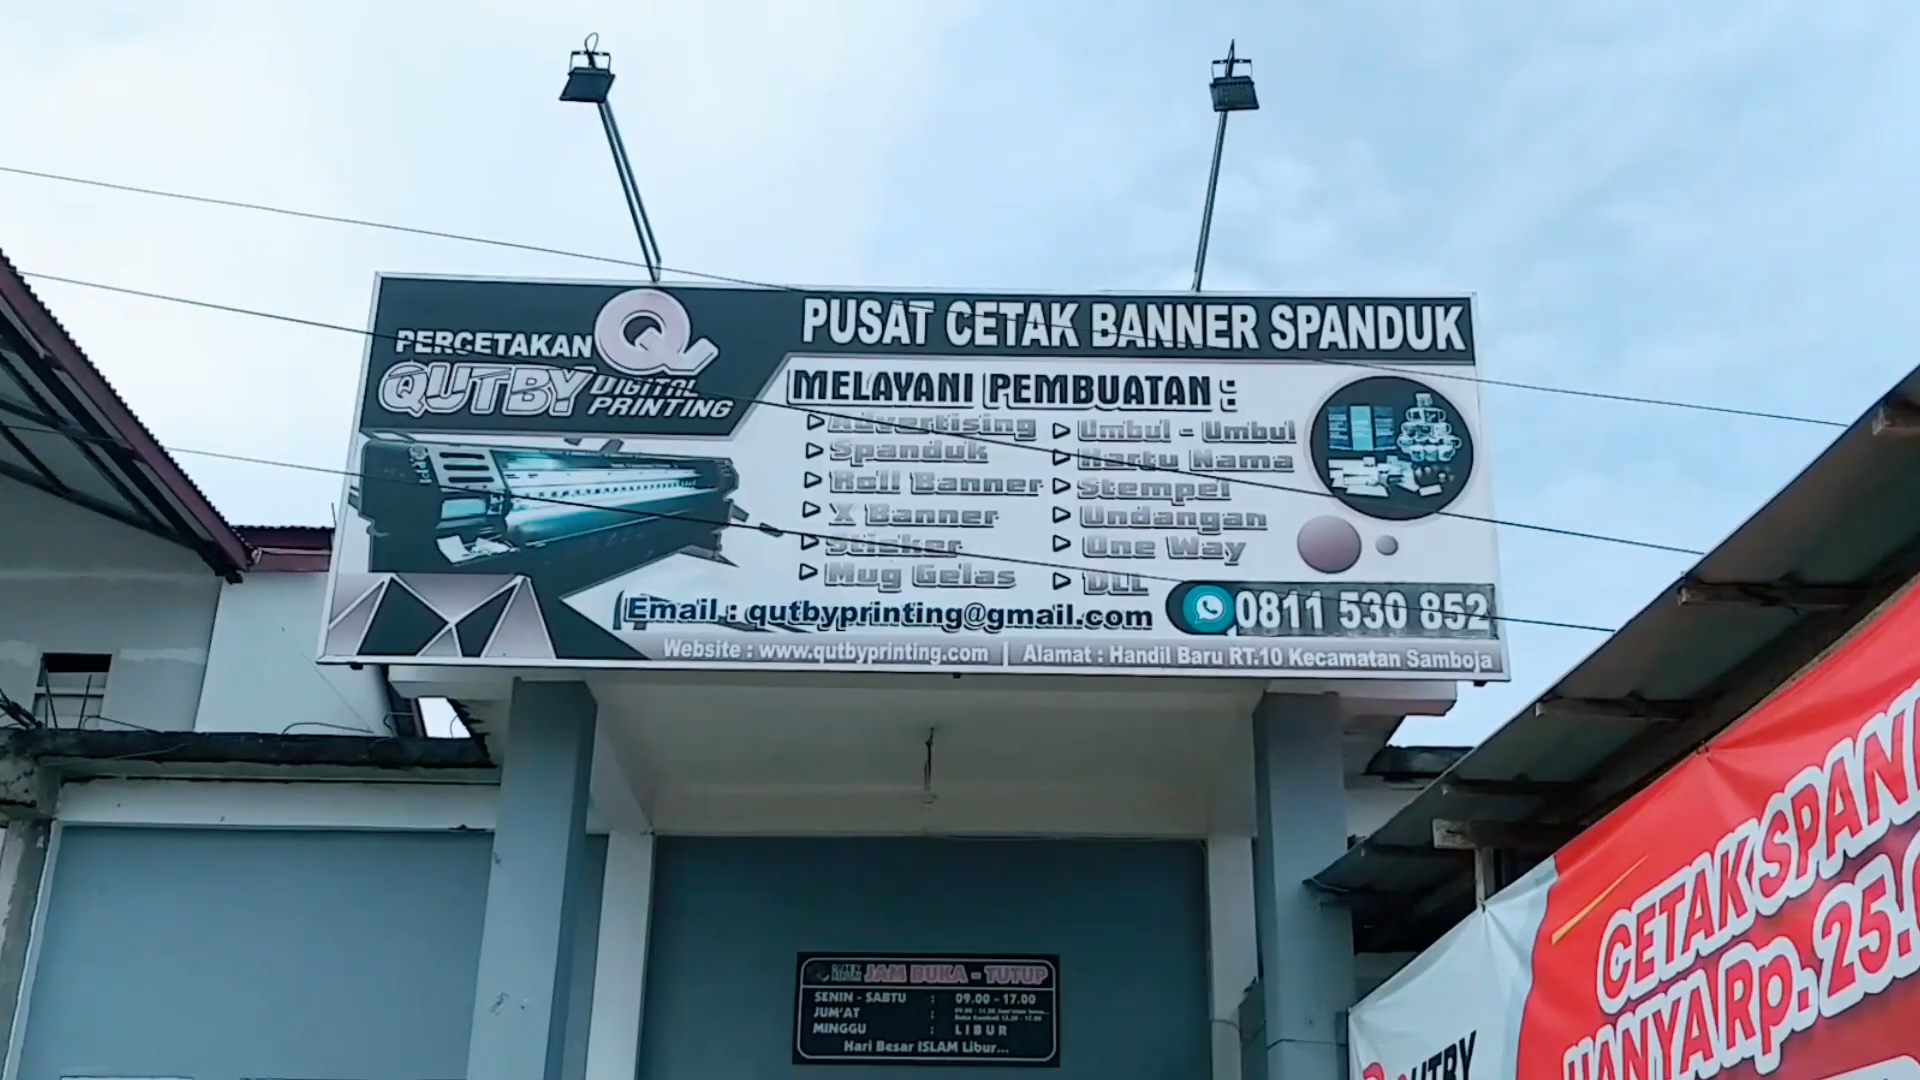 PERCETAKAN
QUTBY DIGITAL PRINTING
PUSAT CETAK BANNER SPANDUK
MELAYANI PEMBUATAN :
Advertising
Spanduk
Roll Banner
X Banner
Sticker
Mug Gelas
Umbul - Umbul
Hartu Nama
Stempel
Undangan
One Way
DLL
Email : qutbyprinting@gmail.com
0811 530 852
Website : www.qutbyprinting.com | Alamat : Handil Baru RT.10 Kecamatan Samboja
JAM BUKA - TUTUP
SENIN - SABTU : 09.00 - 17.00
JUM'AT :
MINGGU : LIBUR
Hari Besar ISLAM Libur...
CETAK SPAN
HANYA Rp. 25.
QUTBY